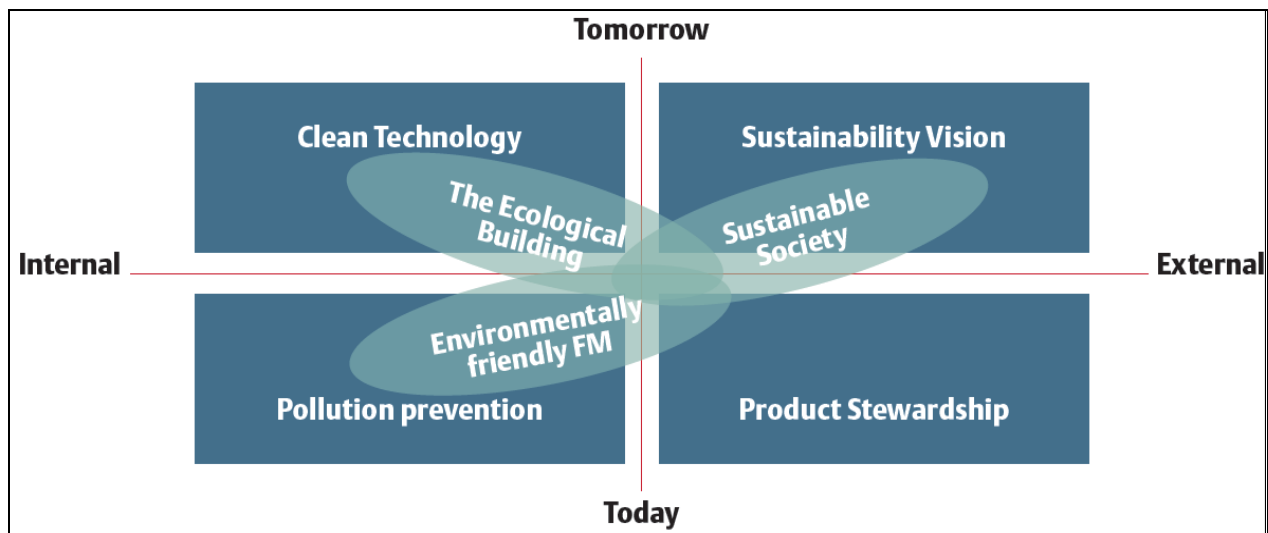 Tomorrow
Clean Technology
Sustainability Vision
The Ecological
Building
Sustainable
Society
Internal
External
Environmentally
friendly FM
Pollution prevention
Product Stewardship
Today